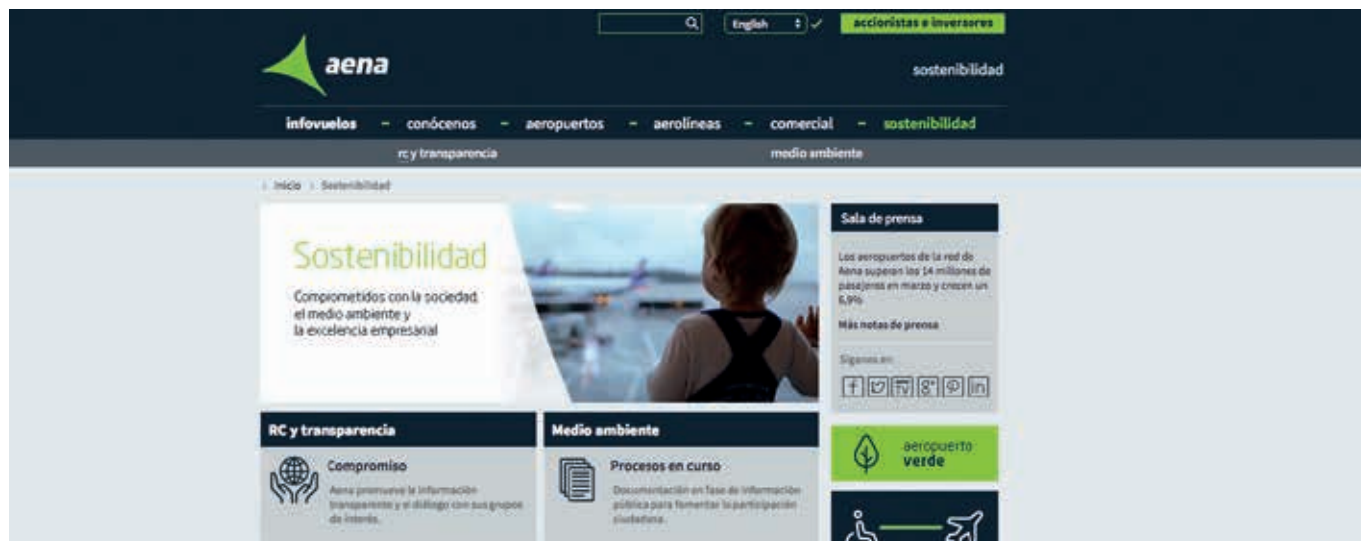 English
accionistas e inversores
aena
sostenibilidad
infovuelos – conócenos – aeropuertos – aerolíneas – comercial – sostenibilidad
rc y transparencia medio ambiente
Inicio Sostenibilidad
Sostenibilidad
Comprometidos con la sociedad,
el medio ambiente y
la excelencia empresarial
Sala de prensa
Los aeropuertos de la red de
Aena superan los 14 millones de
pasajeros en marzo y crecen un
6,9%
Más notas de prensa
Síguenos en:
RC y transparencia
Compromiso
Aena promueve la información
transparente y el diálogo con sus grupos
de interés.
Medio ambiente
Procesos en curso
Documentación en fase de información
pública para fomentar la participación
ciudadana.
aeropuerto
verde